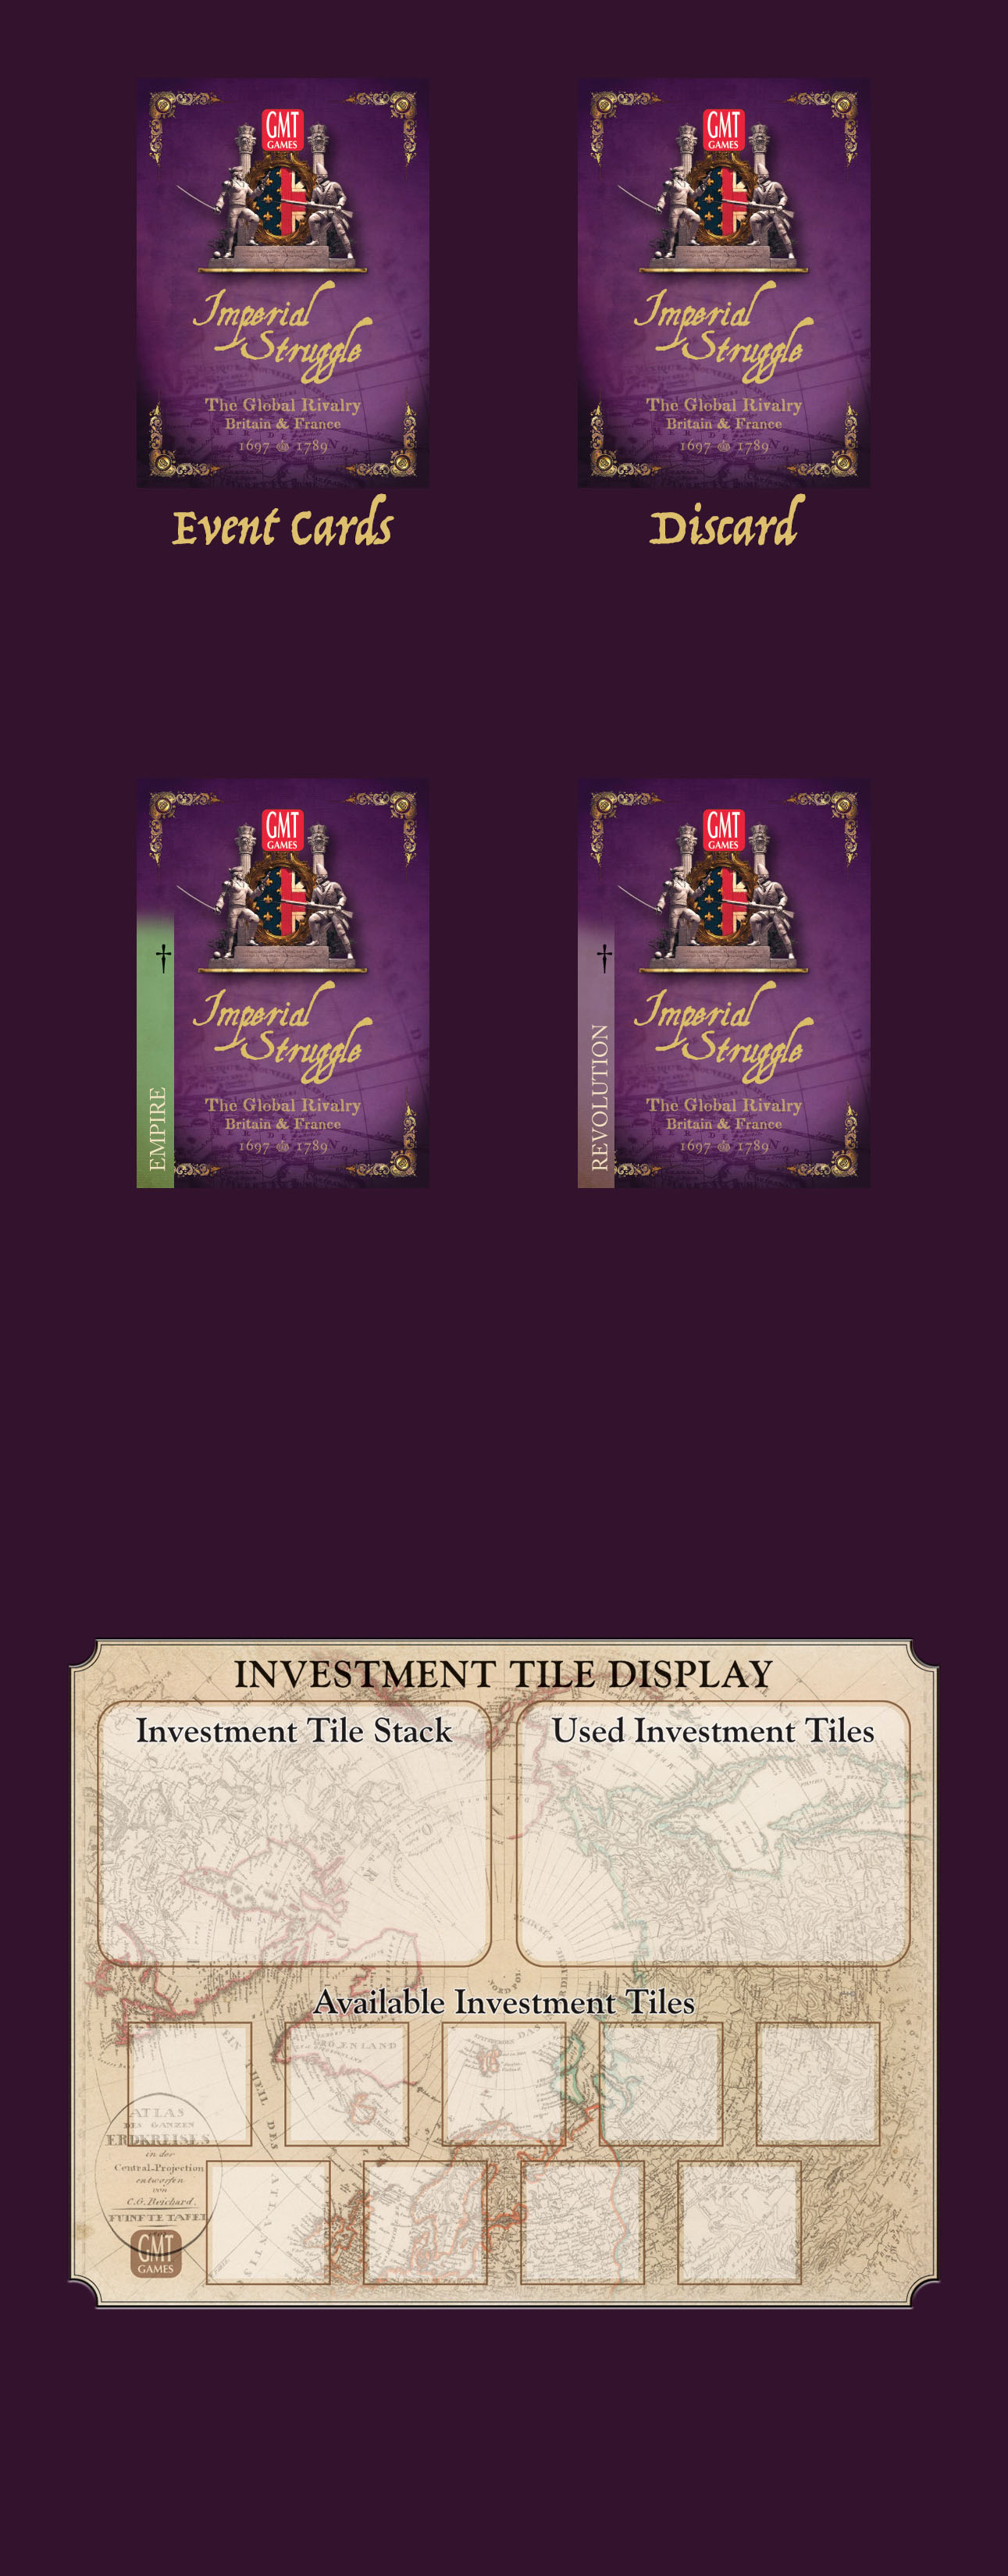 GMT
GAMES
Imperial
Struggle
The Global Rivalry
Britain & France
1697 & 1789
Event Cards
GMT
GAMES
Imperial
Struggle
The Global Rivalry
Britain & France
1697 & 1789
Discard
GMT
GAMES
†
EMPIRE
Imperial
Struggle
The Global Rivalry
Britain & France
1697 & 1789
GMT
GAMES
†
REVOLUTION
Imperial
Struggle
The Global Rivalry
Britain & France
1697 & 1789
INVESTMENT TILE DISPLAY
Investment Tile Stack
Used Investment Tiles
Available Investment Tiles
ATLAS
DES GANZEN
ERDKREISES
in der
Central-Projection
entworfen
von
C.G. Reichard.
FÜNFTE TAFEL
GMT
GAMES